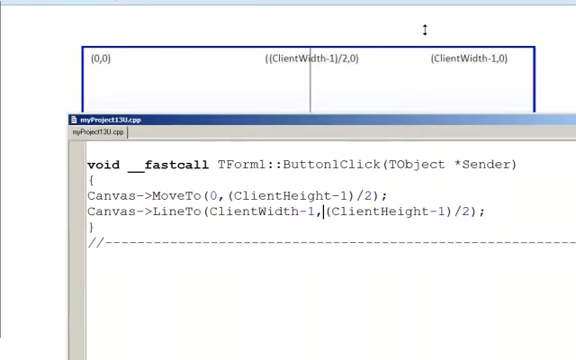 (0,0) ((ClientWidth-1)/2,0) (ClientWidth-1,0)
myProject13U.cpp
myProject13U.cpp
void __fastcall TForm1::Button1Click(TObject *Sender)
{
Canvas->MoveTo(0,(ClientHeight-1)/2);
Canvas->LineTo(ClientWidth-1,(ClientHeight-1)/2);
}
//---------------------------------------------------------------------------